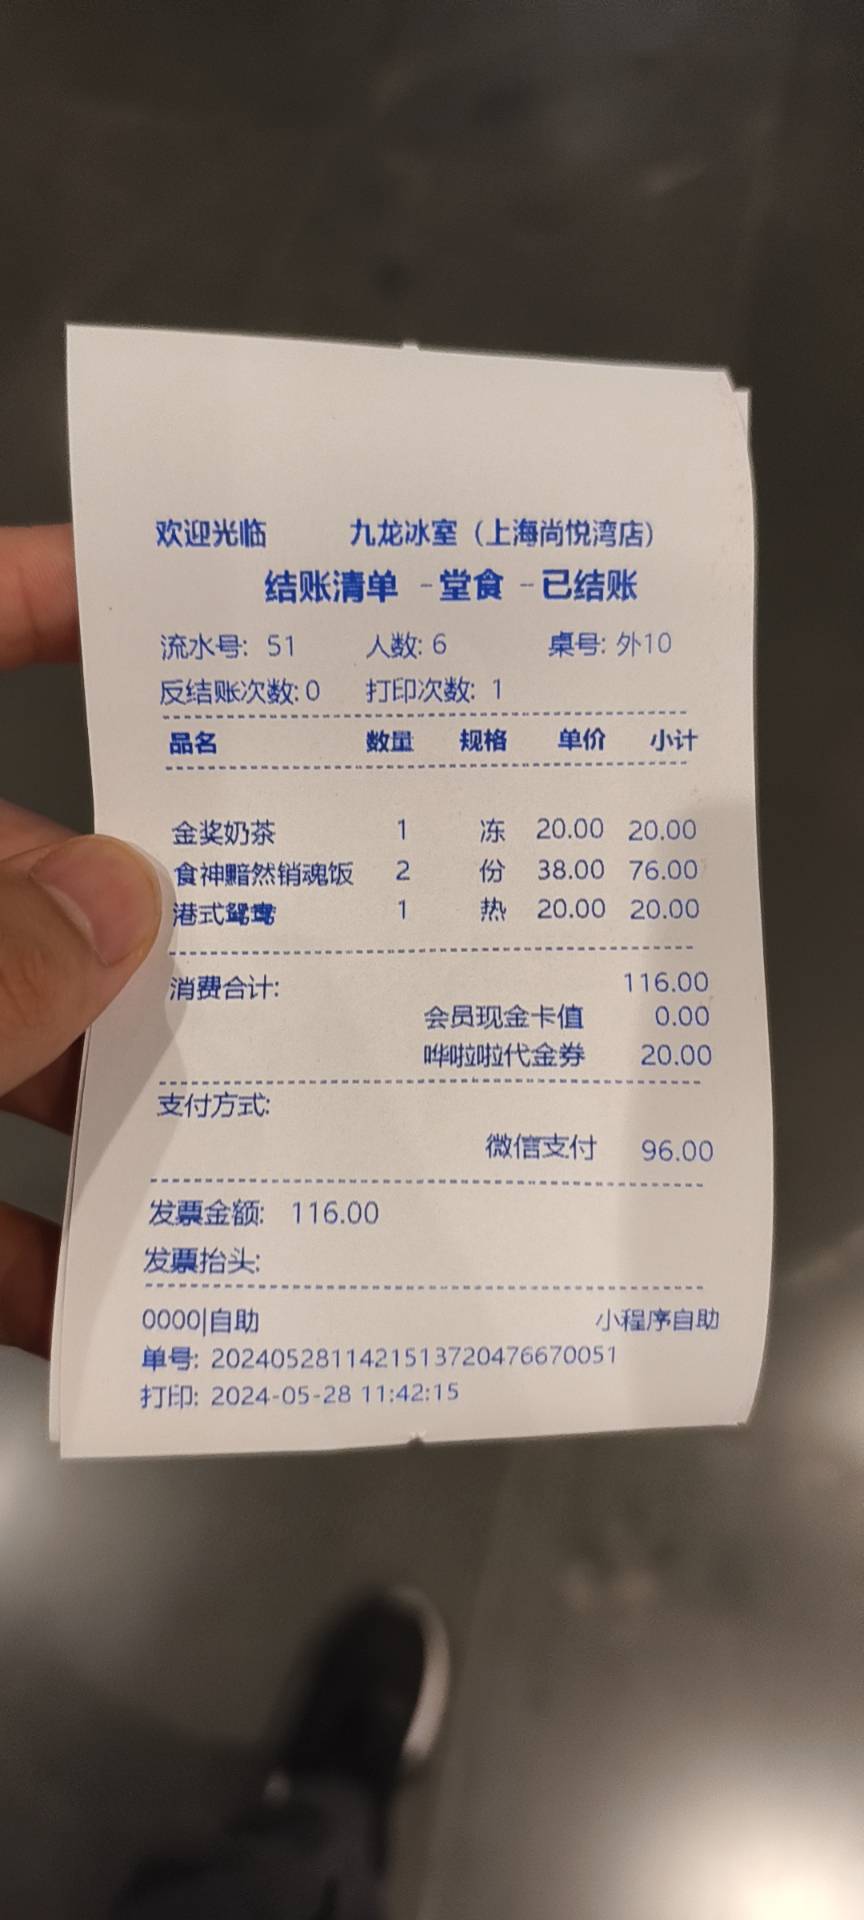 欢迎光临 九龙冰室（上海尚悦湾店）
结账清单 -堂食 -已结账
流水号: 51 人数: 6 桌号: 外10
反结账次数: 0 打印次数: 1
品名 数量 规格 单价 小计
金奖奶茶 1 冻 20.00 20.00
食神黯然销魂饭 2 份 38.00 76.00
港式鸳鸯 1 热 20.00 20.00
消费合计: 116.00
会员现金卡值 0.00
哗啦啦代金券 20.00
支付方式:
微信支付 96.00
发票金额: 116.00
发票抬头:
0000|自助 小程序自助
单号: 2024052811421513720476670051
打印: 2024-05-28 11:42:15